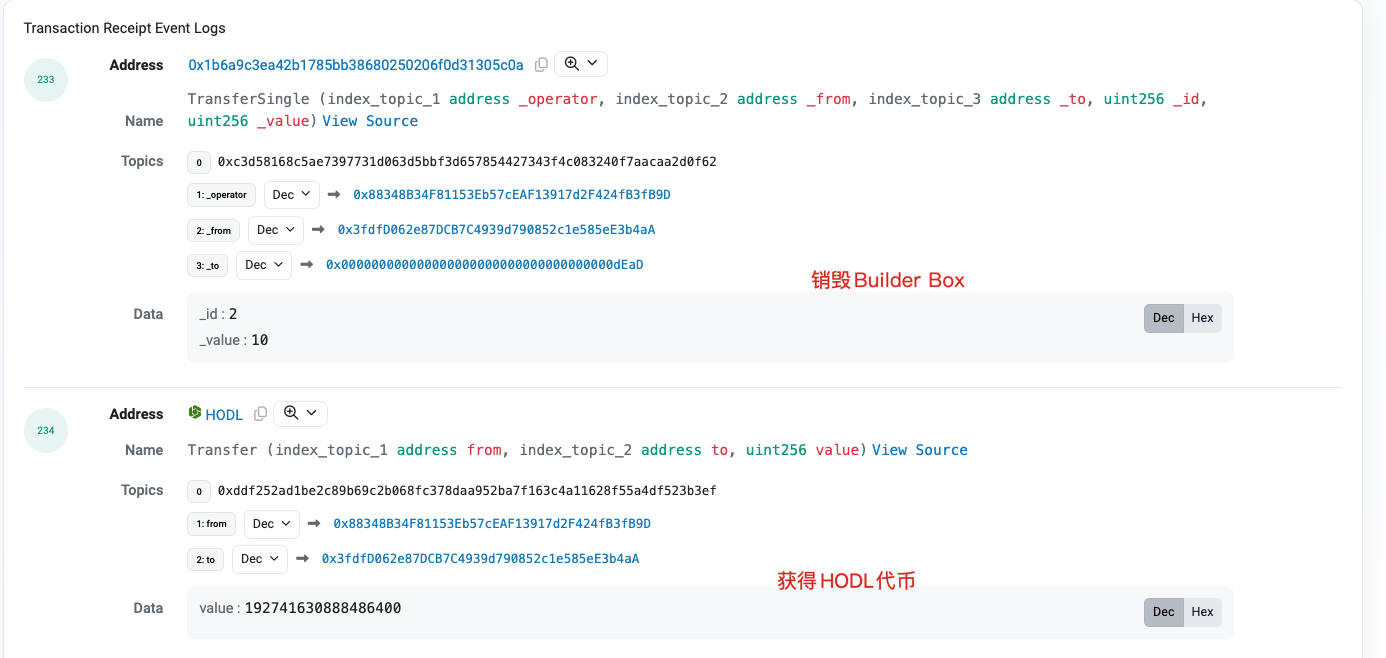 Transaction Receipt Event Logs
233
Address 0x1b6a9c3ea42b1785bb38680250206f0d31305c0a
TransferSingle (index_topic_1 address _operator, index_topic_2 address _from, index_topic_3 address _to, uint256 _id,
Name uint256 _value) View Source
Topics 0 0xc3d58168c5ae7397731d063d5bbf3d657854427343f4c083240f7aacaa2d0f62
1: _operator Dec 0x88348B34F81153Eb57cEAF13917d2F424fB3fB9D
2: _from Dec 0x3fdfD062e87DCB7C4939d790852c1e585eE3b4aA
3: _to Dec 0x000000000000000000000000000000000000dEaD
销毁Builder Box
Data _id : 2 Dec Hex
_value : 10
234
Address HODL
Name Transfer (index_topic_1 address from, index_topic_2 address to, uint256 value) View Source
Topics 0 0xddf252ad1be2c89b69c2b068fc378daa952ba7f163c4a11628f55a4df523b3ef
1: from Dec 0x88348B34F81153Eb57cEAF13917d2F424fB3fB9D
2: to Dec 0x3fdfD062e87DCB7C4939d790852c1e585eE3b4aA
获得HODL代币
Data value : 192741630888486400 Dec Hex